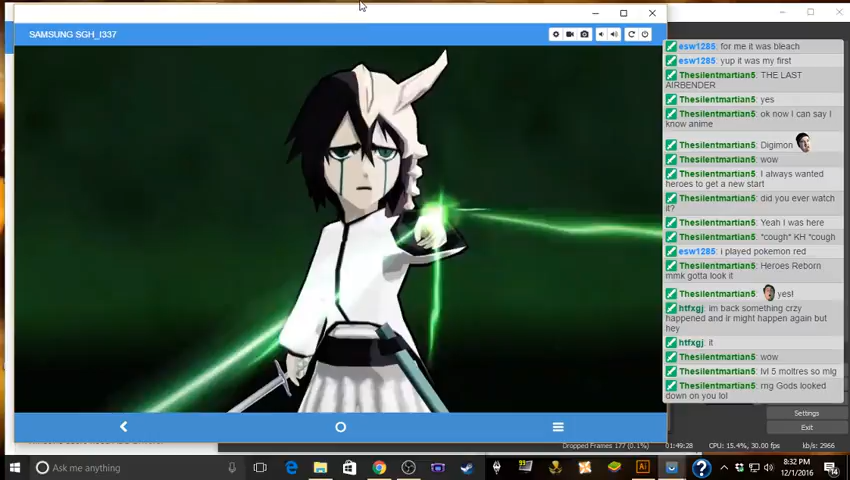 SAMSUNG SGH_I337
esw1285: for me it was bleach
esw1285: yup it was my first
Thesilentmartian5: THE LAST
AIRBENDER
Thesilentmartian5: yes
Thesilentmartian5: ok now I can say I
know anime
Thesilentmartian5: Digimon
Thesilentmartian5: wow
Thesilentmartian5: I always wanted
heroes to get a new start
Thesilentmartian5: did you ever watch
it?
Thesilentmartian5: Yeah I was here
Thesilentmartian5: *cough* KH *cough
esw1285: i played pokemon red
Thesilentmartian5: Heroes Reborn
mmk gotta look it
Thesilentmartian5: yes!
htfxgj: im back something crzy
happened and ir might happen again but
hey
htfxgj: it
Thesilentmartian5: wow
Thesilentmartian5: lvl 5 moltres so mlg
Thesilentmartian5: rng Gods looked
down on you lol
Settings
Exit
Dropped Frames 177 (0.1%)
01:49:28
CPU: 15.4%, 30.00 fps
kb/s: 2966
Ask me anything
99
Ai
8:32 PM
12/1/2016
4